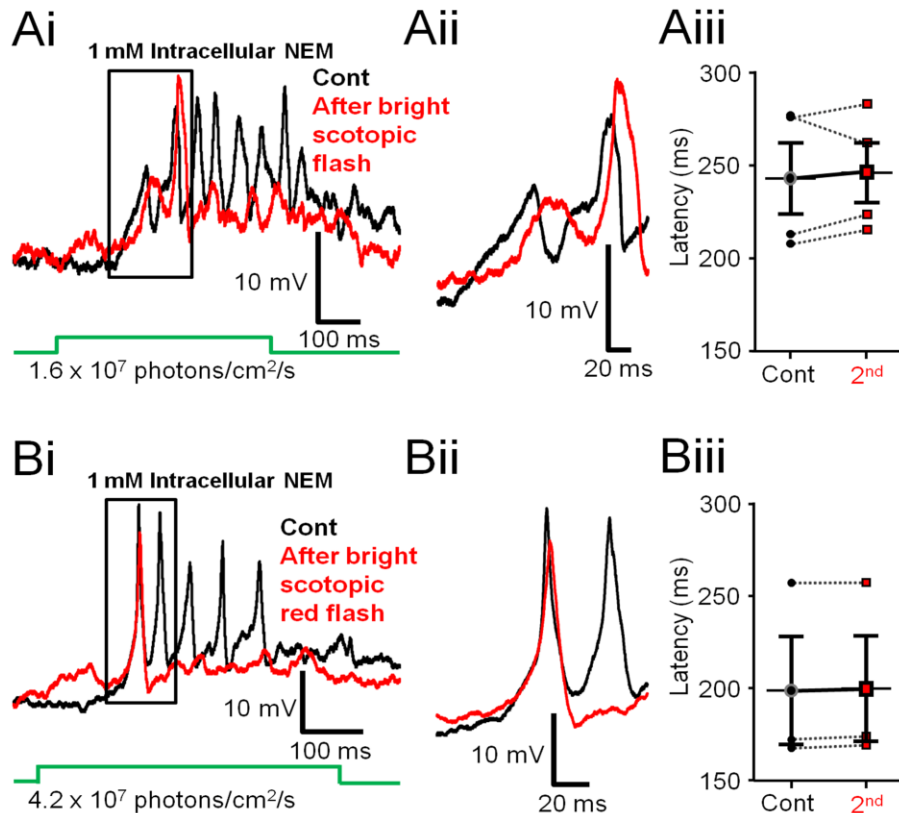 Ai
1 mM Intracellular NEM
Cont
After bright
scotopic
flash
10 mV
100 ms
1.6 x 10⁷ photons/cm²/s
Aii
10 mV
20 ms
Aiii
300
250
200
150
Latency (ms)
Cont
2ⁿᵈ
Bi
1 mM Intracellular NEM
Cont
After bright
scotopic
red flash
10 mV
100 ms
4.2 x 10⁷ photons/cm²/s
Bii
10 mV
20 ms
Biii
300
250
200
150
Latency (ms)
Cont
2ⁿᵈ